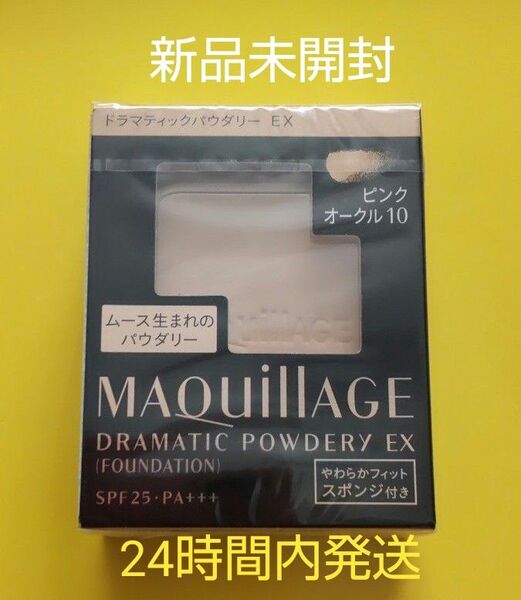 新品未開封
ドラマティックパウダリー EX
ピンク
オークル10
quillAGE
ムース生まれの
パウダリー
MAQuillAGE
DRAMATIC POWDERY EX
(FOUNDATION)
SPF25・PA+++
やわらかフィット
スポンジ付き
24時間内発送